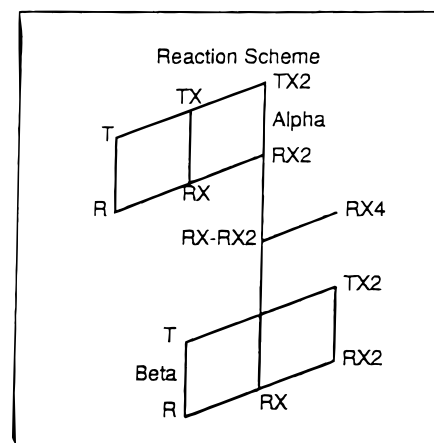 Reaction Scheme
TX2
TX
T
Alpha
RX2
RX
R
RX4
RX-RX2
TX2
T
Beta
RX2
RX
R